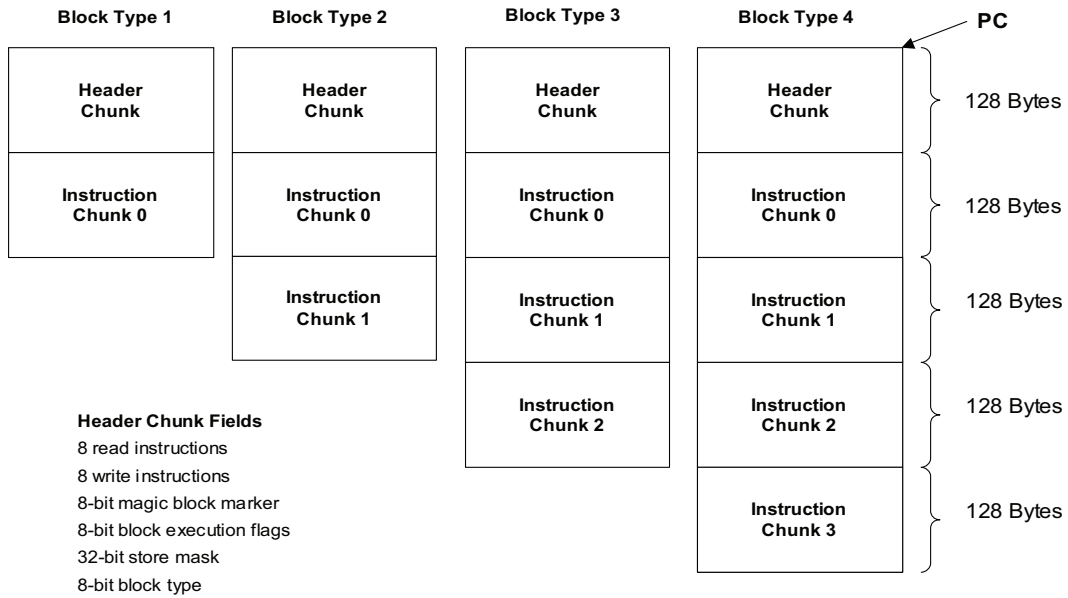 Block Type 1
Block Type 2
Block Type 3
Block Type 4
PC
Header
Chunk
Header
Chunk
Header
Chunk
Header
Chunk
128 Bytes
Instruction
Chunk 0
Instruction
Chunk 0
Instruction
Chunk 0
Instruction
Chunk 0
128 Bytes
Instruction
Chunk 1
Instruction
Chunk 1
Instruction
Chunk 1
128 Bytes
Instruction
Chunk 2
Instruction
Chunk 2
128 Bytes
Instruction
Chunk 3
128 Bytes
Header Chunk Fields
8 read instructions
8 write instructions
8-bit magic block marker
8-bit block execution flags
32-bit store mask
8-bit block type